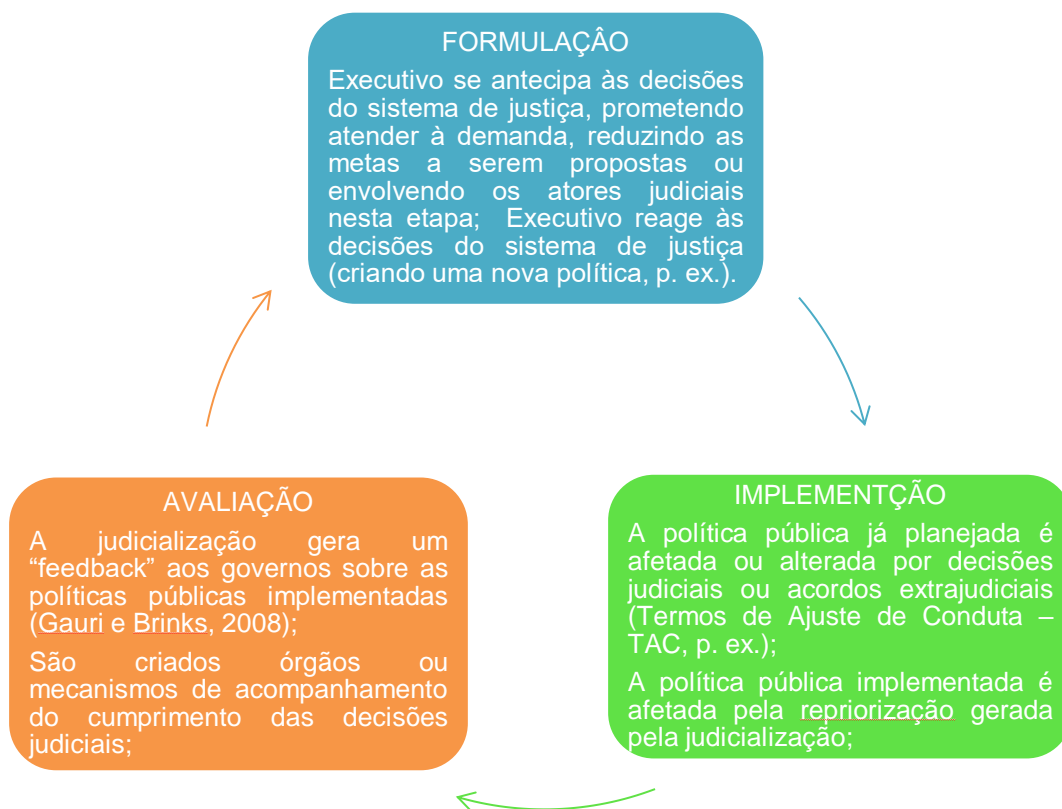 FORMULAÇÂO
Executivo se antecipa às decisões
do sistema de justiça, prometendo
atender à demanda, reduzindo as
metas a serem propostas ou
envolvendo os atores judiciais
nesta etapa; Executivo reage às
decisões do sistema de justiça
(criando uma nova política, p. ex.).
IMPLEMENTÇÃO
A política pública já planejada é
afetada ou alterada por decisões
judiciais ou acordos extrajudiciais
(Termos de Ajuste de Conduta –
TAC, p. ex.);
A política pública implementada é
afetada pela repriorização gerada
pela judicialização;
AVALIAÇÃO
A judicialização gera um
“feedback” aos governos sobre as
políticas públicas implementadas
(Gauri e Brinks, 2008);
São criados órgãos ou
mecanismos de acompanhamento
do cumprimento das decisões
judiciais;